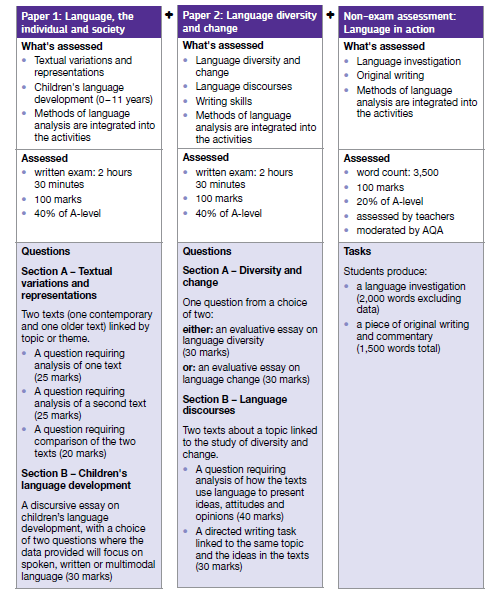 Paper 1: Language, the
individual and society
What's assessed
• Textual variations and
representations
• Children's language
development (0–11 years)
• Methods of language
analysis are integrated into
the activities
Assessed
• written exam: 2 hours
30 minutes
• 100 marks
• 40% of A-level
Questions
Section A – Textual
variations and
representations
Two texts (one contemporary
and one older text) linked by
topic or theme.
• A question requiring
analysis of one text
(25 marks)
• A question requiring
analysis of a second text
(25 marks)
• A question requiring
comparison of the two
texts (20 marks)
Section B – Children's
language development
A discursive essay on
children's language
development, with a choice
of two questions where the
data provided will focus on
spoken, written or multimodal
language (30 marks)
+
Paper 2: Language diversity
and change
What's assessed
• Language diversity and
change
• Language discourses
• Writing skills
• Methods of language
analysis are integrated into
the activities
Assessed
• written exam: 2 hours
30 minutes
• 100 marks
• 40% of A-level
Questions
Section A – Diversity and
change
One question from a choice
of two:
either: an evaluative essay on
language diversity
(30 marks)
or: an evaluative essay on
language change (30 marks)
Section B – Language
discourses
Two texts about a topic linked
to the study of diversity and
change.
• A question requiring
analysis of how the texts
use language to present
ideas, attitudes and
opinions (40 marks)
• A directed writing task
linked to the same topic
and the ideas in the texts
(30 marks)
+
Non-exam assessment:
Language in action
What's assessed
• Language investigation
• Original writing
• Methods of language
analysis are integrated into
the activities
Assessed
• word count: 3,500
• 100 marks
• 20% of A-level
• assessed by teachers
• moderated by AQA
Tasks
Students produce:
• a language investigation
(2,000 words excluding
data)
• a piece of original writing
and commentary
(1,500 words total)